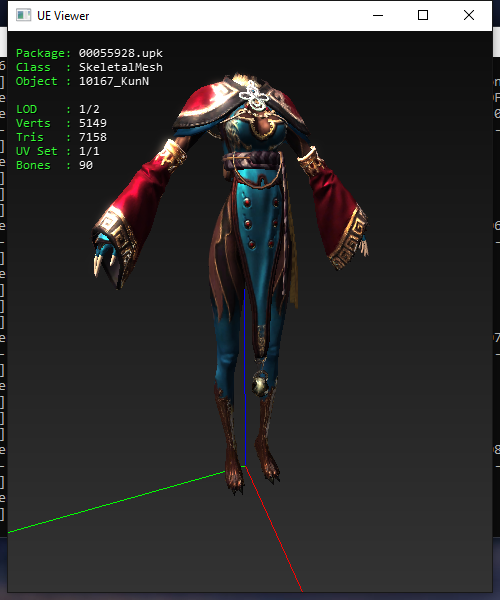 UE Viewer
Package: 00055928.upk
Class : SkeletalMesh
Object : 10167_KunN
LOD : 1/2
Verts : 5149
Tris : 7158
UV Set : 1/1
Bones : 90